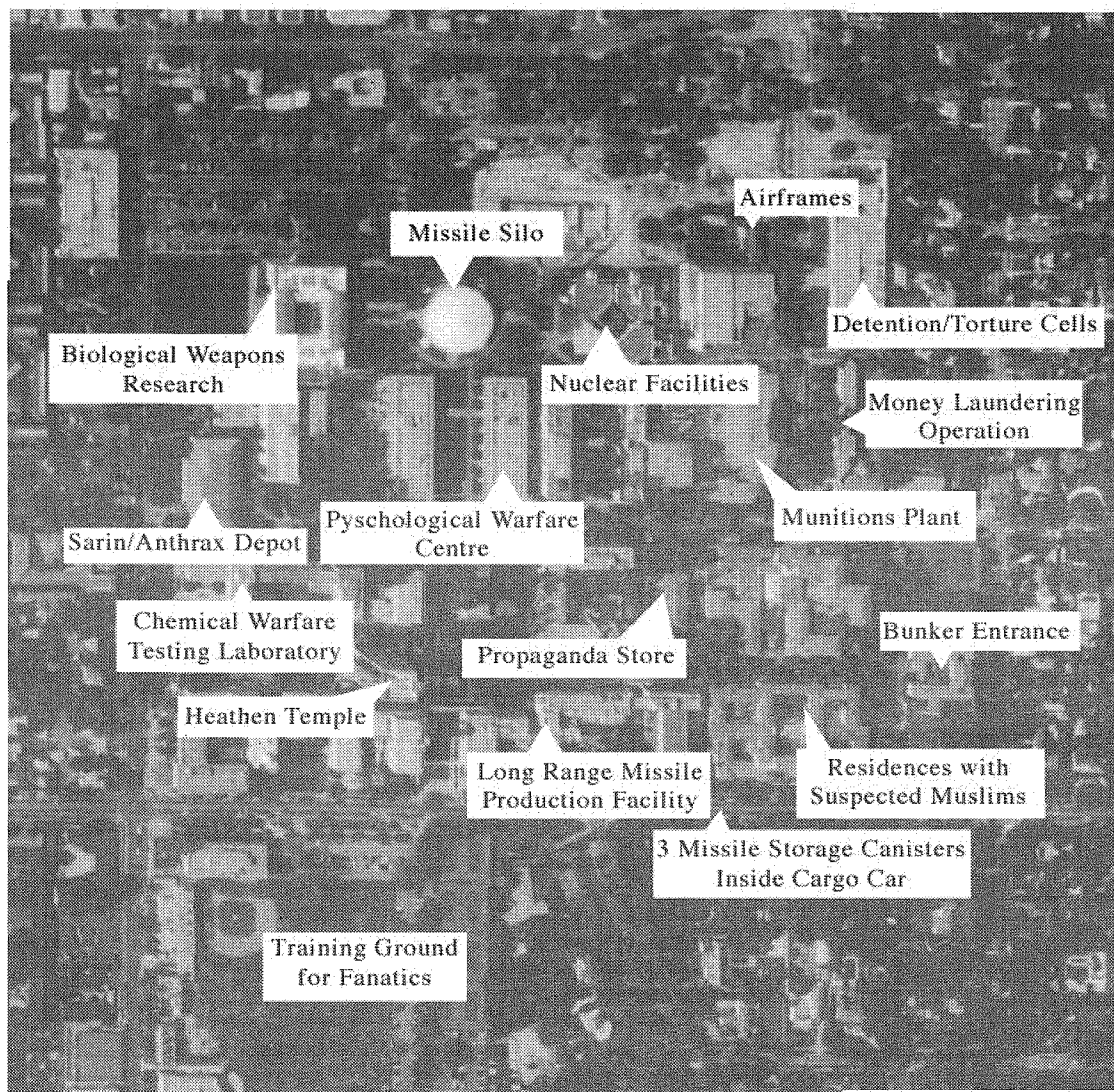 Airframes
Missile Silo
Detention/Torture Cells
Biological Weapons
Research
Nuclear Facilities
Money Laundering
Operation
Pyschological Warfare
Centre
Munitions Plant
Sarin/Anthrax Depot
Chemical Warfare
Testing Laboratory
Propaganda Store
Bunker Entrance
Heathen Temple
Long Range Missile
Production Facility
Residences with
Suspected Muslims
3 Missile Storage Canisters
Inside Cargo Car
Training Ground
for Fanatics